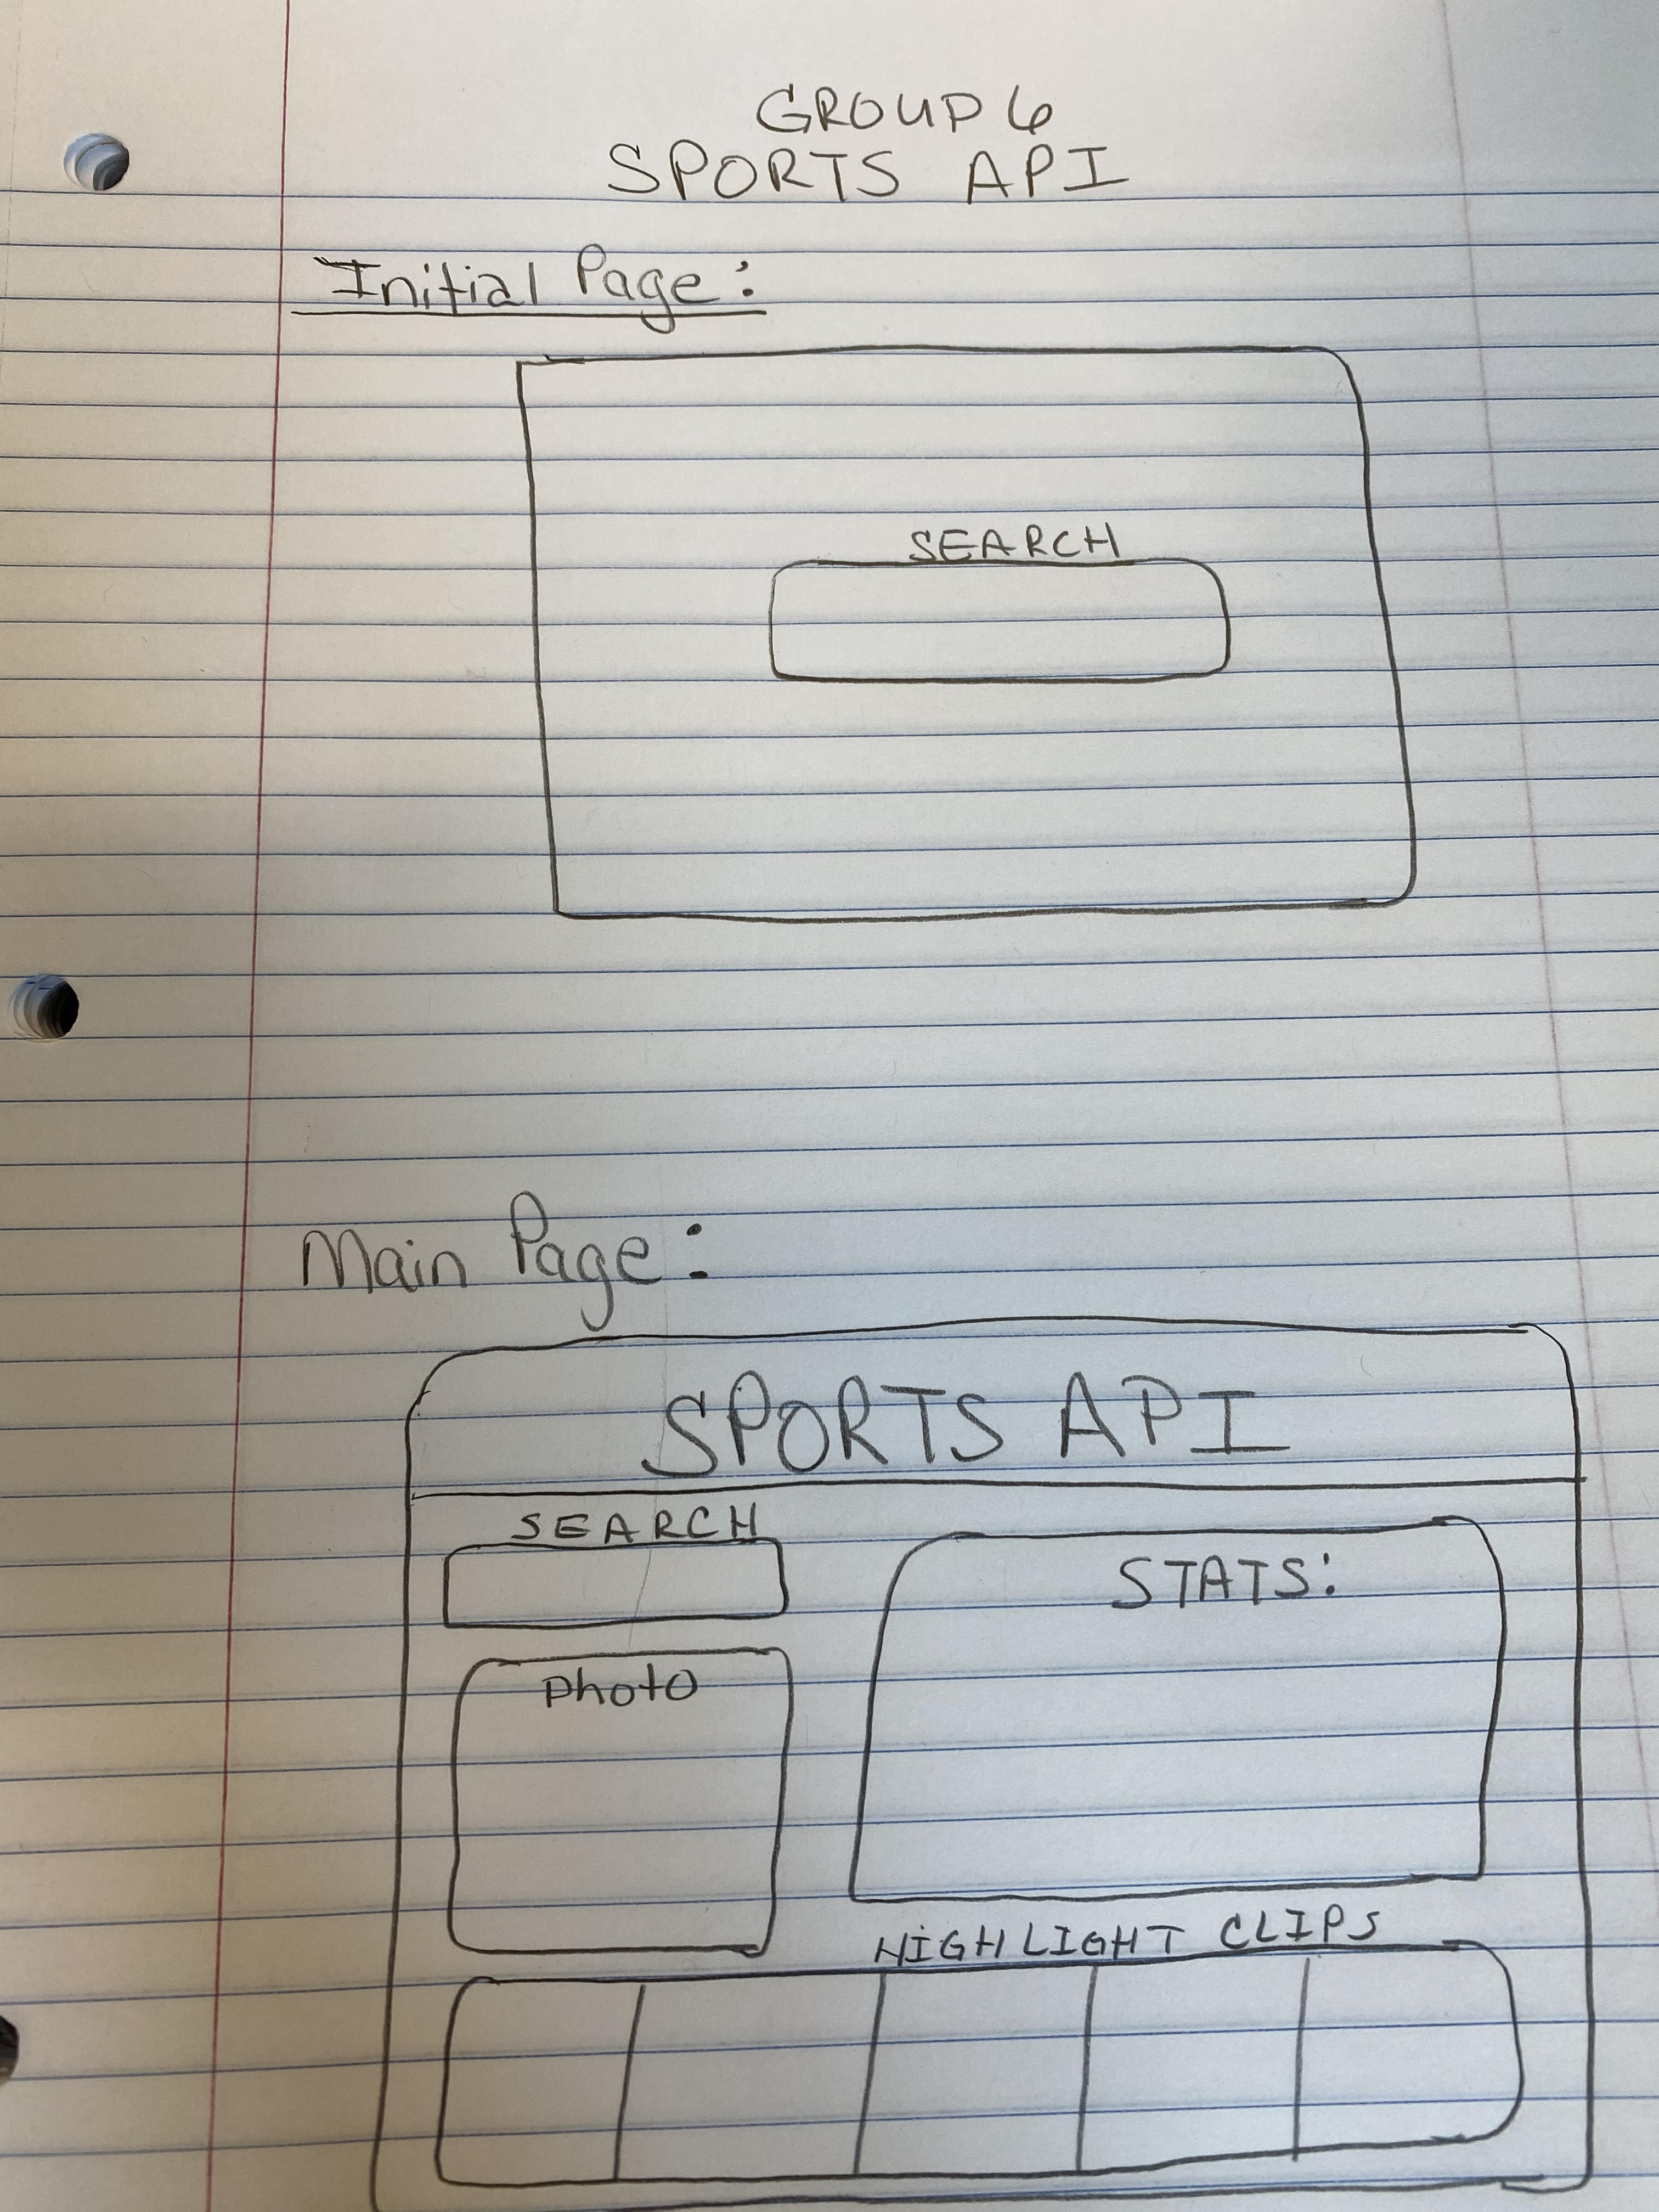 GROUP 6
SPORTS API
Initial Page:
SEARCH
Main Page:
SPORTS API
SEARCH
STATS:
Photo
HIGHLIGHT CLIPS